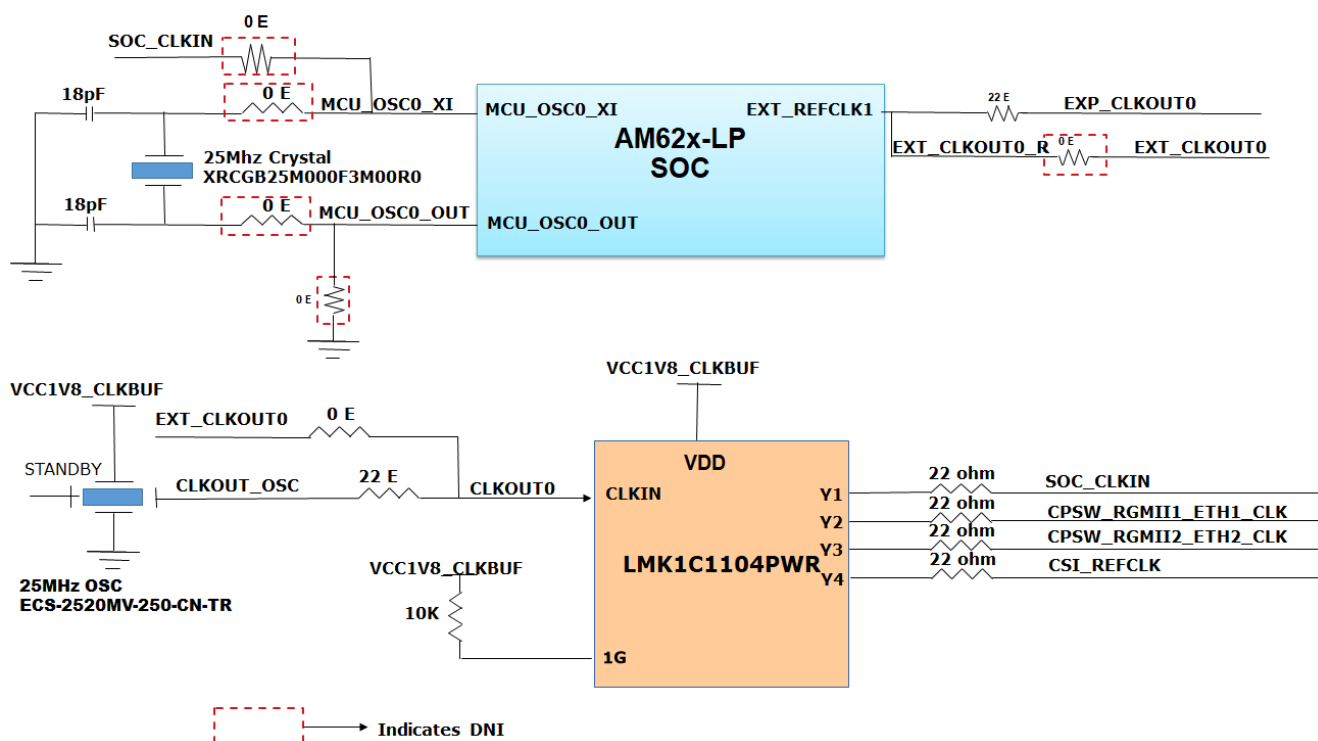 0 E
SOC_CLKIN
18pF
0 E
MCU_OSC0_XI
MCU_OSC0_XI
EXT_REFCLK1
22 E
EXP_CLKOUT0
AM62x-LP
SOC
EXT_CLKOUT0_R
0 E
EXT_CLKOUT0
25Mhz Crystal
XRCGB25M000F3M00R0
18pF
0 E
MCU_OSC0_OUT
MCU_OSC0_OUT
0 E
VCC1V8_CLKBUF
VCC1V8_CLKBUF
EXT_CLKOUT0
0 E
STANDBY
CLKOUT_OSC
22 E
CLKOUT0
25MHz OSC
ECS-2520MV-250-CN-TR
VDD
CLKIN
Y1
22 ohm
SOC_CLKIN
Y2
22 ohm
CPSW_RGMII1_ETH1_CLK
Y3
22 ohm
CPSW_RGMII2_ETH2_CLK
Y4
22 ohm
CSI_REFCLK
LMK1C1104PWR
VCC1V8_CLKBUF
10K
1G
Indicates DNI